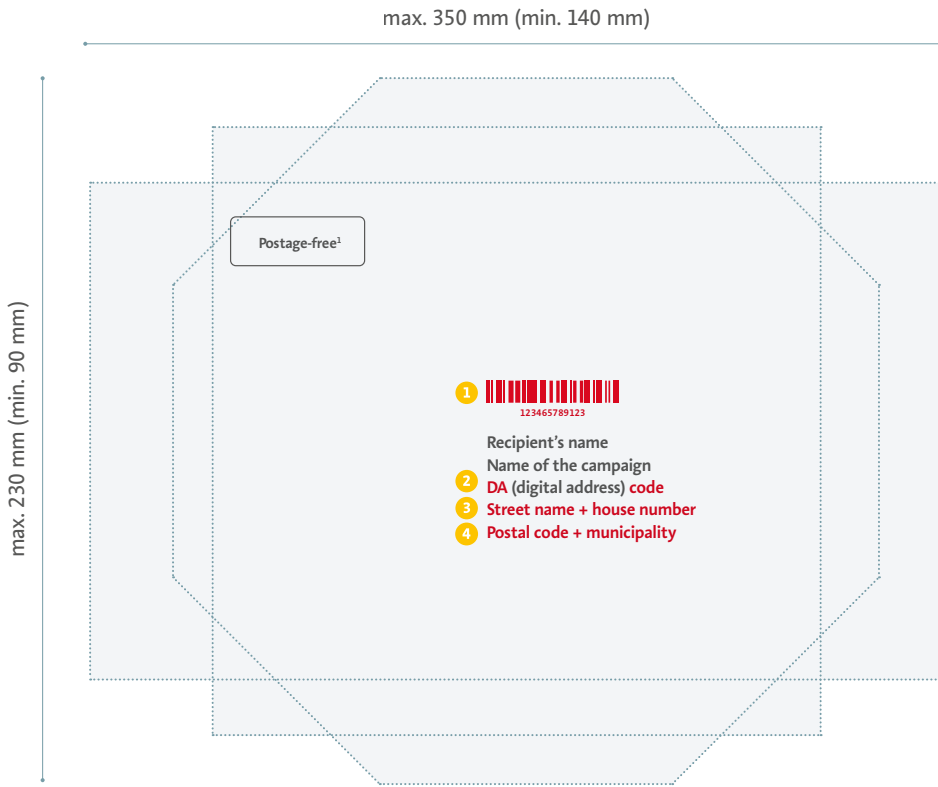 max. 350 mm (min. 140 mm)
max. 230 mm (min. 90 mm)
Postage-free¹
1
123465789123
Recipient's name
Name of the campaign
2 DA (digital address) code
3 Street name + house number
4 Postal code + municipality